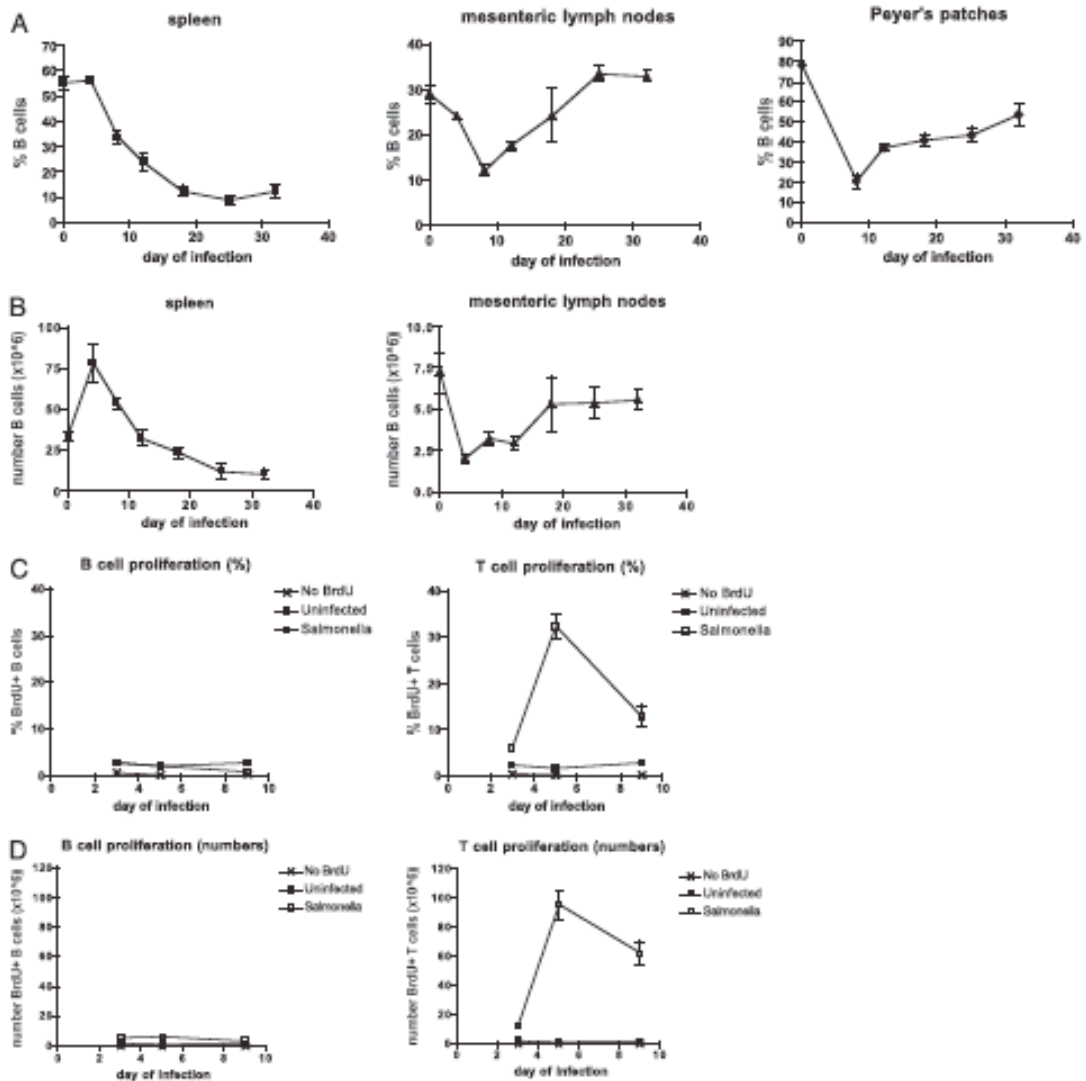 A
spleen
mesenteric lymph nodes
Peyer's patches
% B cells
70
60
50
40
30
20
10
0
0 10 20 30 40
day of infection
% B cells
40
30
20
10
0
0 10 20 30 40
day of infection
% B cells
90
80
70
60
50
40
30
20
10
0
0 10 20 30 40
day of infection
B
spleen
mesenteric lymph nodes
number B cells (x10^6)
100
75
50
25
0
0 10 20 30 40
day of infection
number B cells (x10^6)
10.0
7.5
5.0
2.5
0.0
0 10 20 30 40
day of infection
C
B cell proliferation (%)
% BrdU+ B cells
40
30
20
10
0
0 2 4 6 8 10
day of infection
No BrdU
Uninfected
Salmonella
T cell proliferation (%)
% BrdU+ T cells
40
30
20
10
0
0 2 4 6 8 10
day of infection
No BrdU
Uninfected
Salmonella
D
B cell proliferation (numbers)
number BrdU+ B cells (x10^6)
120
100
80
60
40
20
0
0 2 4 6 8 10
day of infection
No BrdU
Uninfected
Salmonella
T cell proliferation (numbers)
number BrdU+ T cells (x10^6)
120
100
80
60
40
20
0
0 2 4 6 8 10
day of infection
No BrdU
Uninfected
Salmonella